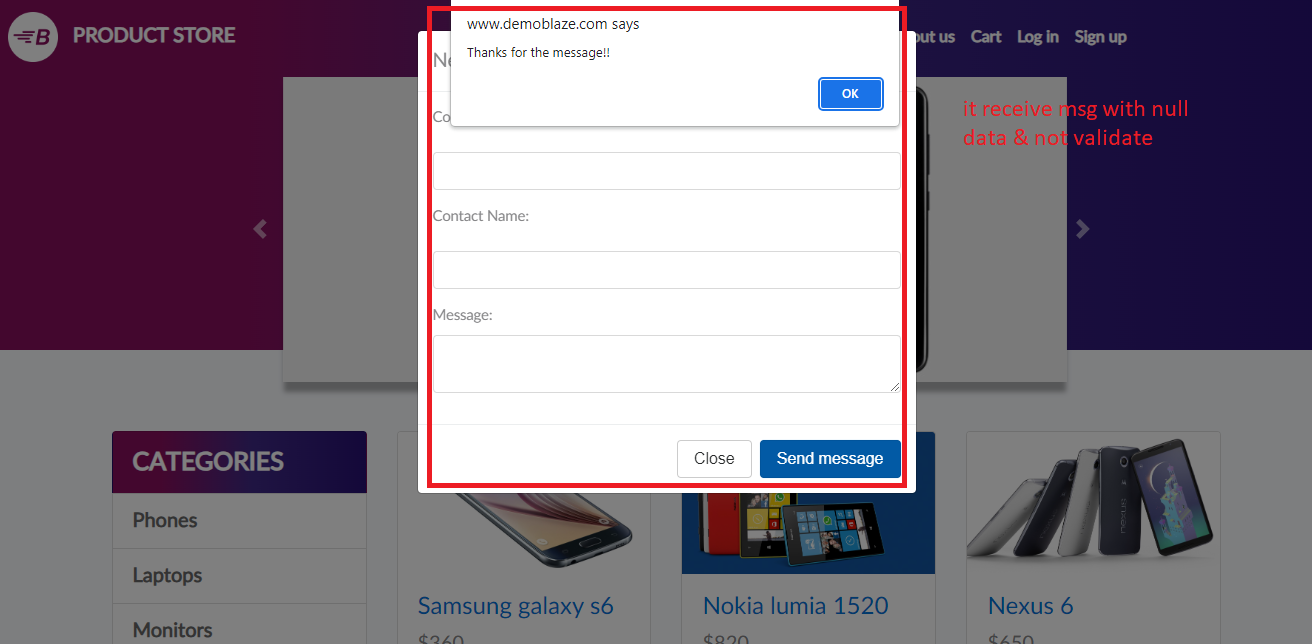 www.demoblaze.com says
Thanks for the message!!
OK
PRODUCT STORE
out us Cart Log in Sign up
Ne
Co
it receive msg with null
data & not validate
Contact Name:
Message:
Close Send message
CATEGORIES
Phones
Laptops
Monitors
Samsung galaxy s6
$360
Nokia lumia 1520
$820
Nexus 6
$650
nexus